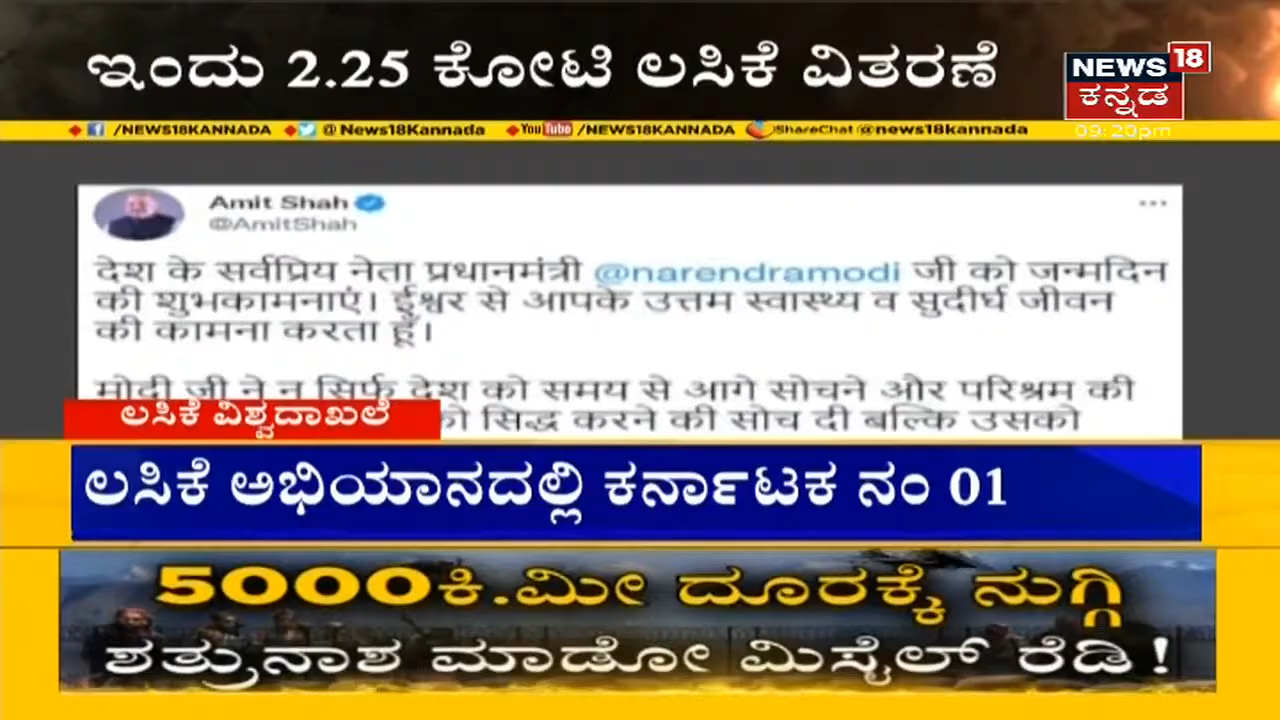 ಇಂದು 2.25 ಕೋಟಿ ಲಸಿಕೆ ವಿತರಣೆ
NEWS 18
ಕನ್ನಡ
/NEWS18KANNADA @News18Kannada YouTube /NEWS18KANNADA ShareChat @news18kannada
09:20pm
Amit Shah
@AmitShah
देश के सर्वप्रिय नेता प्रधानमंत्री @narendramodi जी को जन्मदिन
की शुभकामनाएं। ईश्वर से आपके उत्तम स्वास्थ्य व सुदीर्घ जीवन
की कामना करता हूँ।
मोदी जी ने न सिर्फ देश को समय से आगे सोचने और परिश्रम की
को सिद्ध करने की सोच दी बल्कि उसको
ಲಸಿಕೆ ವಿಶ್ವದಾಖಲೆ
ಲಸಿಕೆ ಅಭಿಯಾನದಲ್ಲಿ ಕರ್ನಾಟಕ ನಂ 01
5000ಕಿ.ಮೀ ದೂರಕ್ಕೆ ನುಗ್ಗಿ
ಶತ್ರುನಾಶ ಮಾಡೋ ಮಿಸೈಲ್ ರೆಡಿ!